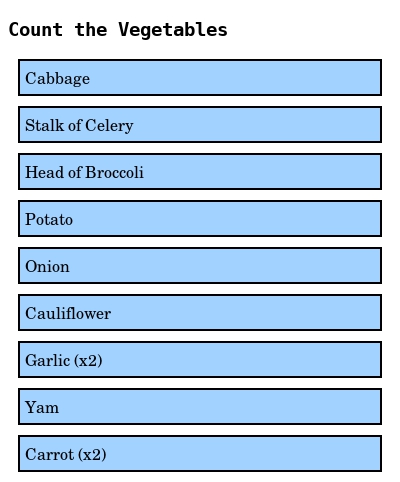 Count the Vegetables
Cabbage
Stalk of Celery
Head of Broccoli
Potato
Onion
Cauliflower
Garlic (x2)
Yam
Carrot (x2)